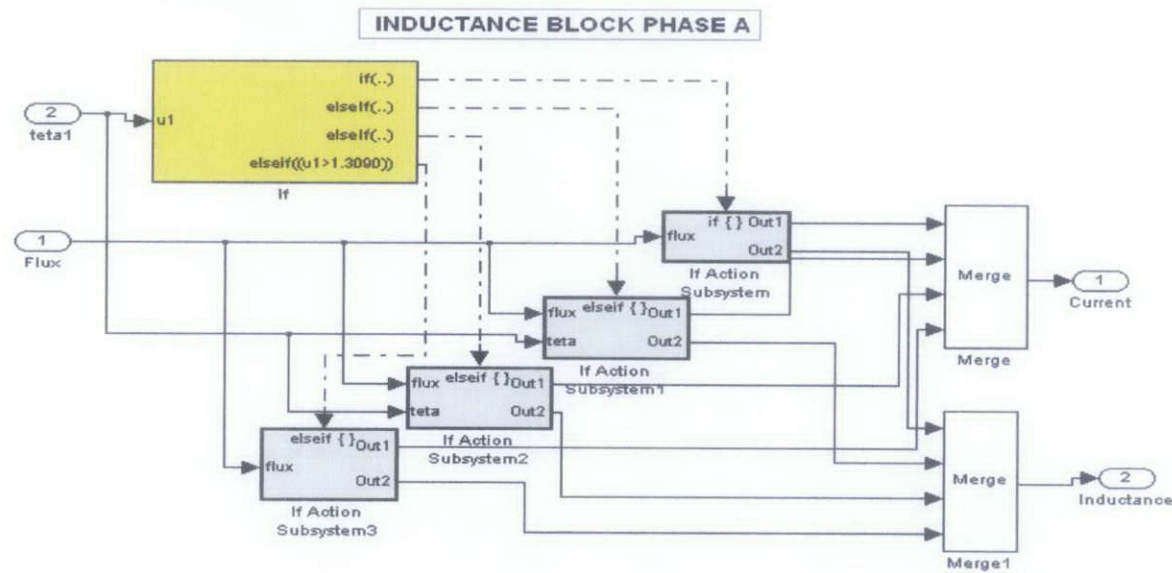 INDUCTANCE BLOCK PHASE A
if(..)
2
elseif(..)
u1
teta1
elseif(..)
elseif((u1>1.3090))
If
if { } Out1
1
flux
Out2
Flux
If Action
Subsystem
Merge
1
Current
elseif { } Out1
flux
teta
Out2
Merge
If Action
Subsystem1
elseif { } Out1
flux
teta
Out2
If Action
Subsystem2
elseif { } Out1
flux
Out2
If Action
Subsystem3
Merge
2
Inductance
Merge1